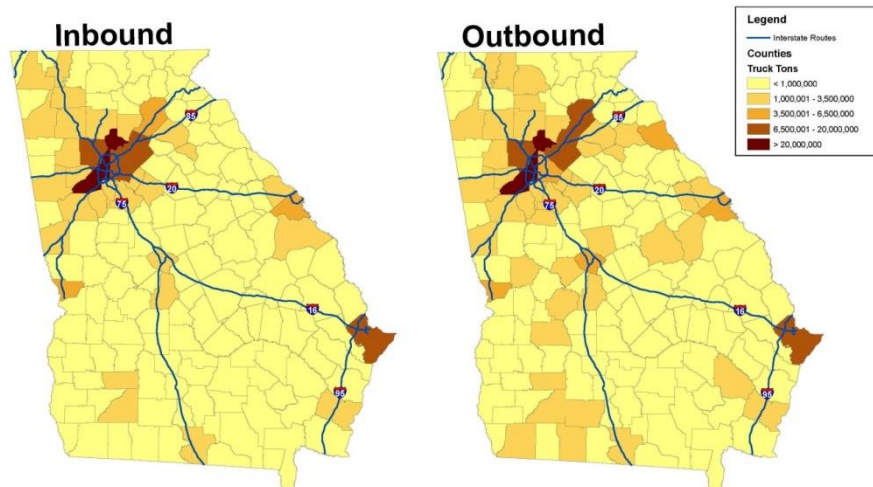 Inbound
Outbound
Legend
Interstate Routes
Counties
Truck Tons
< 1,000,000
1,000,001 - 3,500,000
3,500,001 - 6,500,000
6,500,001 - 20,000,000
> 20,000,000
85
20
75
16
95
85
20
75
16
95